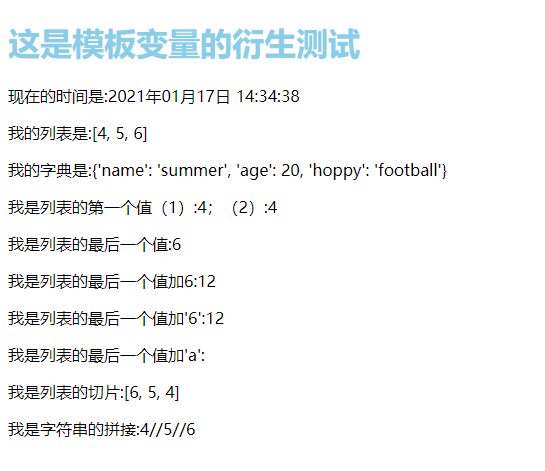 这是模板变量的衍生测试
现在的时间是:2021年01月17日 14:34:38
我的列表是:[4, 5, 6]
我的字典是:{'name': 'summer', 'age': 20, 'hoppy': 'football'}
我是列表的第一个值（1）:4；（2）:4
我是列表的最后一个值:6
我是列表的最后一个值加6:12
我是列表的最后一个值加'6':12
我是列表的最后一个值加'a':
我是列表的切片:[6, 5, 4]
我是字符串的拼接:4//5//6